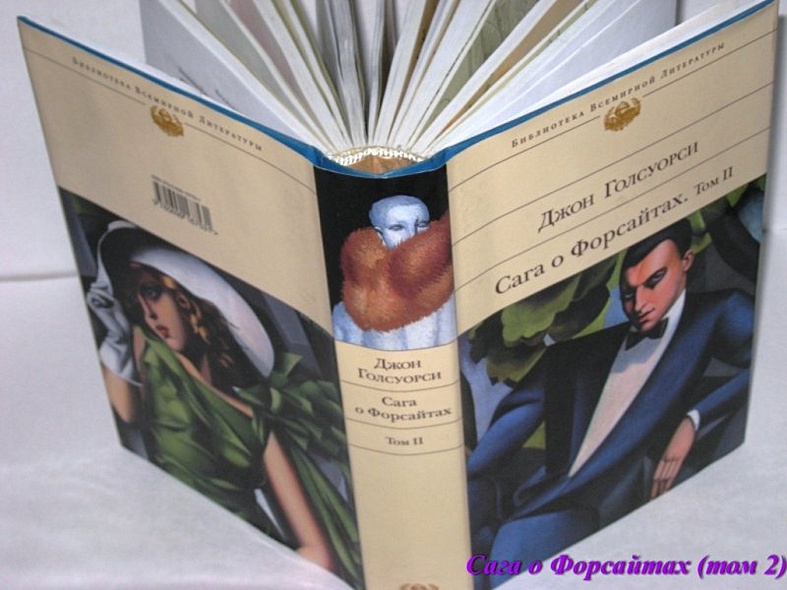 Библиотека Всемирной Литературы
Библиотека Всемирной Литературы
Джон Голсуорси
Сага о Форсайтах. Том II
Джон
Голсуорси
Сага
о Форсайтах
Том II
Сага о Форсайтах (том 2)